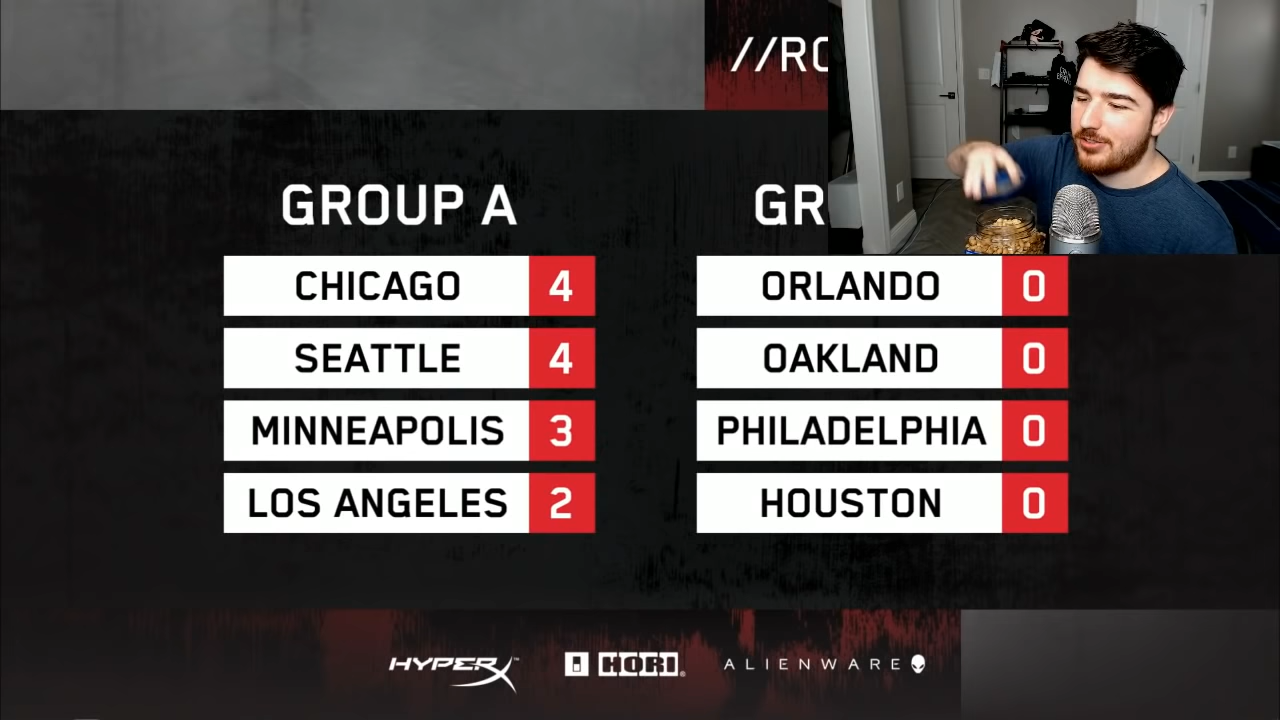 //RO
GROUP A
CHICAGO 4
SEATTLE 4
MINNEAPOLIS 3
LOS ANGELES 2
GR
ORLANDO 0
OAKLAND 0
PHILADELPHIA 0
HOUSTON 0
HYPERX HORI ALIENWARE